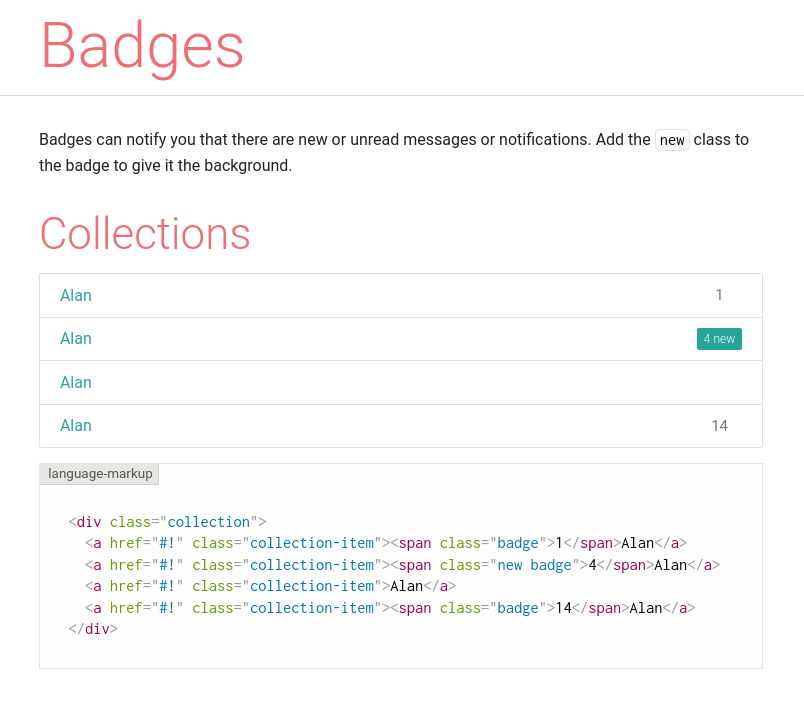 Badges
Badges can notify you that there are new or unread messages or notifications. Add the new class to
the badge to give it the background.
Collections
Alan 1
Alan 4 new
Alan
Alan 14
language-markup
<div class="collection">
  <a href="#!" class="collection-item"><span class="badge">1</span>Alan</a>
  <a href="#!" class="collection-item"><span class="new badge">4</span>Alan</a>
  <a href="#!" class="collection-item">Alan</a>
  <a href="#!" class="collection-item"><span class="badge">14</span>Alan</a>
</div>